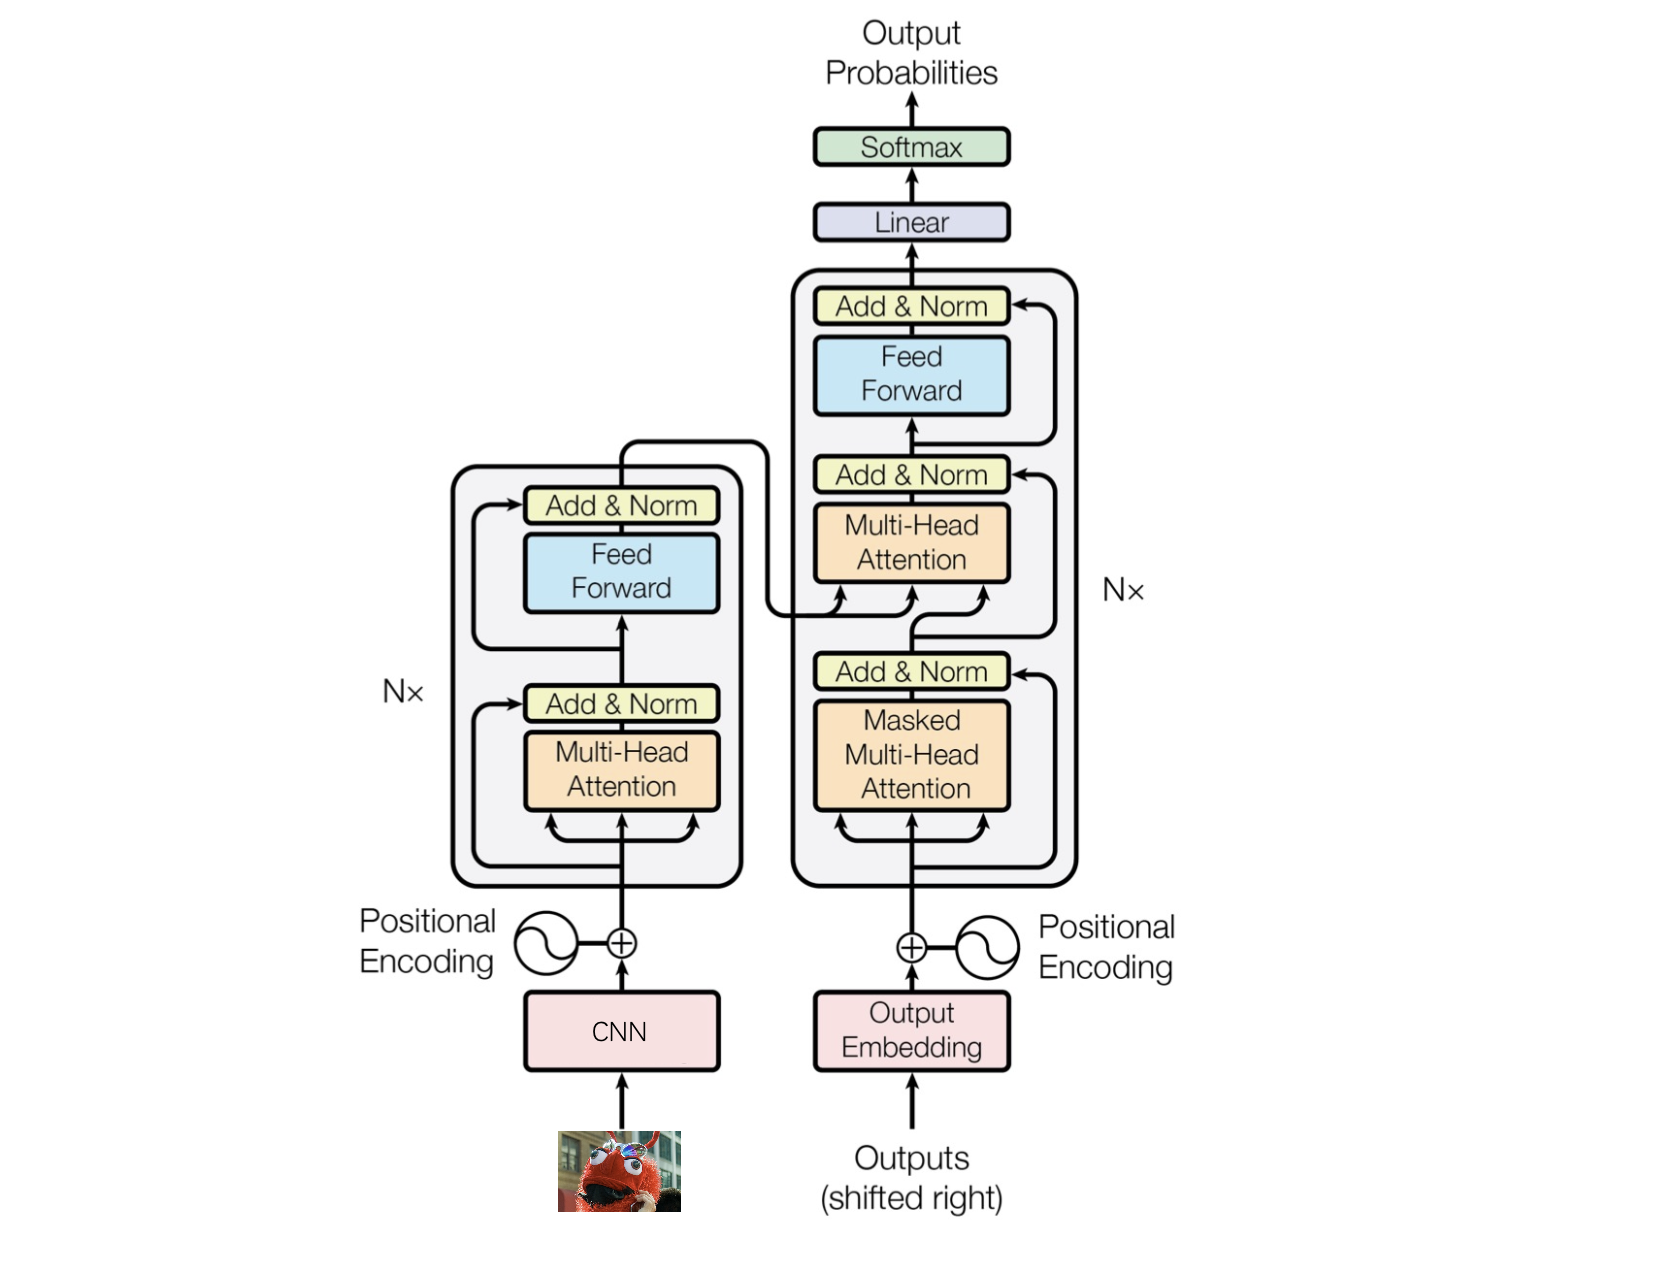 Output
Probabilities
Softmax
Linear
Add & Norm
Feed
Forward
Add & Norm
Multi-Head
Attention
Nx
Add & Norm
Masked
Multi-Head
Attention
Add & Norm
Feed
Forward
Nx
Add & Norm
Multi-Head
Attention
Positional
Encoding
Positional
Encoding
CNN
Output
Embedding
Outputs
(shifted right)